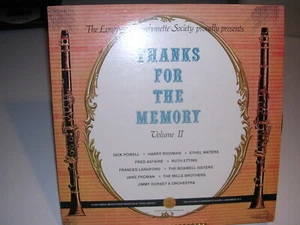 The Longines Symphonette Society proudly presents
THANKS
FOR
THE
MEMORY
Volume II
DICK POWELL • HARRY RICHMAN • ETHEL WATERS
FRED ASTAIRE • RUTH ETTING
FRANCES LANGFORD • THE BOSWELL SISTERS
JANE FROMAN • THE MILLS BROTHERS
JIMMY DORSEY & ORCHESTRA